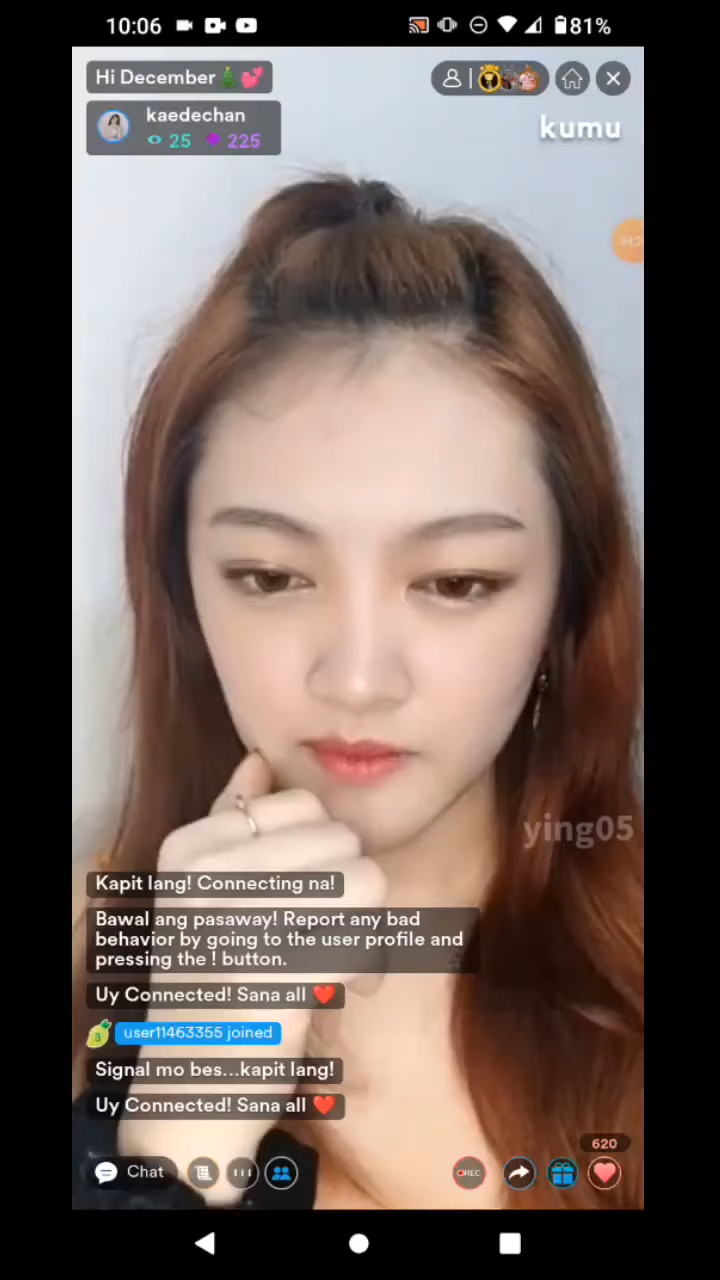 10:06
81%
Hi December
kaedechan
25 225
kumu
ying05
Kapit lang! Connecting na!
Bawal ang pasaway! Report any bad
behavior by going to the user profile and
pressing the ! button.
Uy Connected! Sana all
3
user11463355 joined
Signal mo bes...kapit lang!
Uy Connected! Sana all
620
Chat
REC